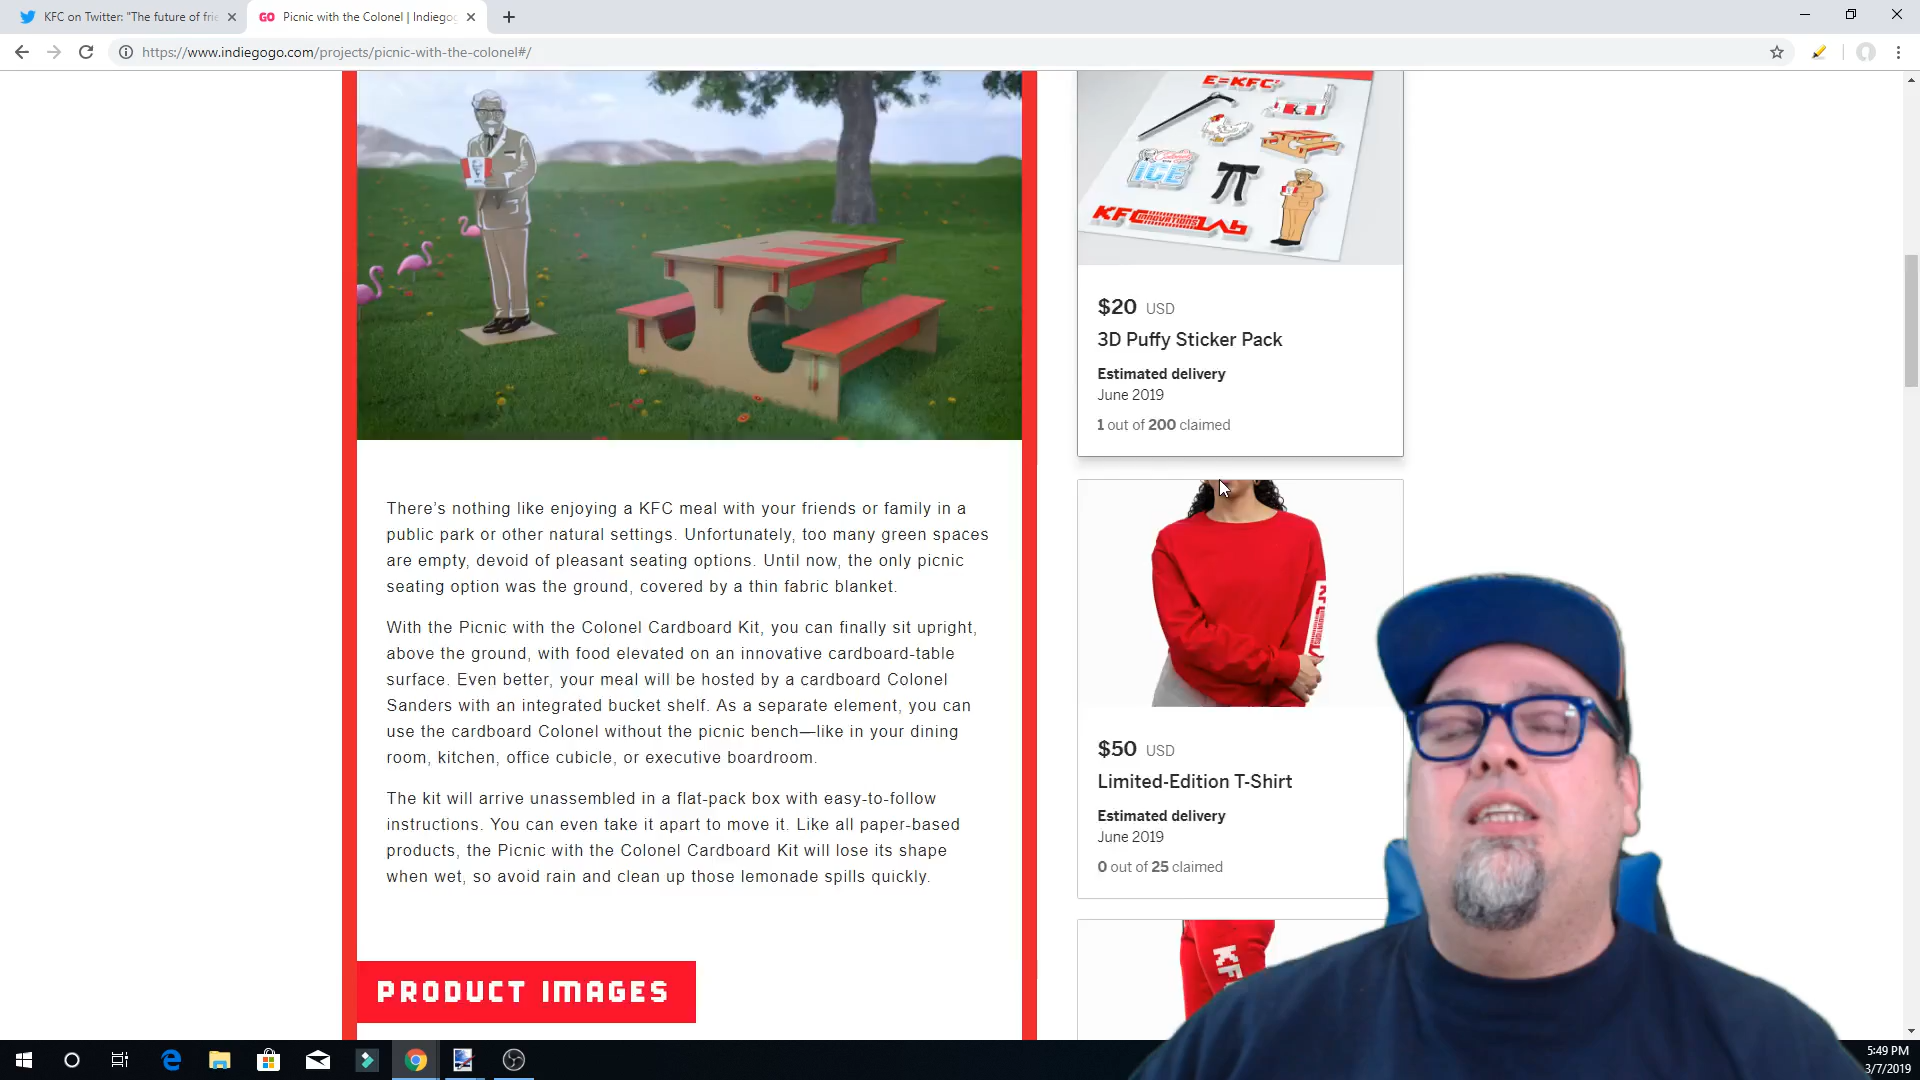 KFC on Twitter: "The future of frie
Picnic with the Colonel | Indiegog
https://www.indiegogo.com/projects/picnic-with-the-colonel#/
E=KFC²
ICE
KFC INNOVATIONS LAB
$20 USD
3D Puffy Sticker Pack
Estimated delivery
June 2019
1 out of 200 claimed
There’s nothing like enjoying a KFC meal with your friends or family in a
public park or other natural settings. Unfortunately, too many green spaces
are empty, devoid of pleasant seating options. Until now, the only picnic
seating option was the ground, covered by a thin fabric blanket.
With the Picnic with the Colonel Cardboard Kit, you can finally sit upright,
above the ground, with food elevated on an innovative cardboard-table
surface. Even better, your meal will be hosted by a cardboard Colonel
Sanders with an integrated bucket shelf. As a separate element, you can
use the cardboard Colonel without the picnic bench—like in your dining
room, kitchen, office cubicle, or executive boardroom.
The kit will arrive unassembled in a flat-pack box with easy-to-follow
instructions. You can even take it apart to move it. Like all paper-based
products, the Picnic with the Colonel Cardboard Kit will lose its shape
when wet, so avoid rain and clean up those lemonade spills quickly.
PRODUCT IMAGES
$50 USD
Limited-Edition T-Shirt
Estimated delivery
June 2019
0 out of 25 claimed
KF
5:49 PM
3/7/2019